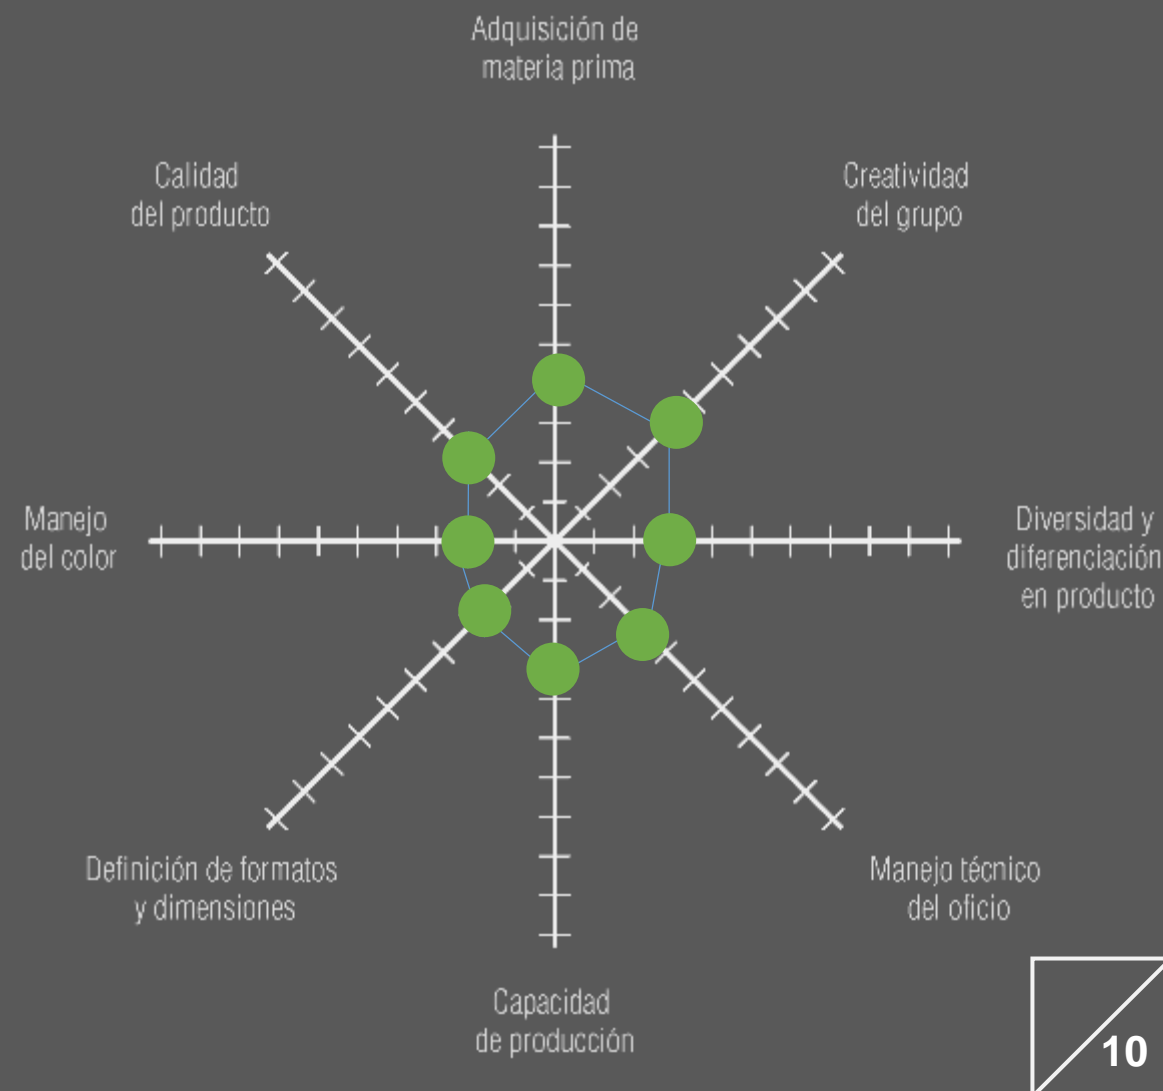 Adquisición de
materia prima
Calidad
del producto
Creatividad
del grupo
Manejo
del color
Diversidad y
diferenciación
en producto
Definición de formatos
y dimensiones
Manejo técnico
del oficio
Capacidad
de producción
10